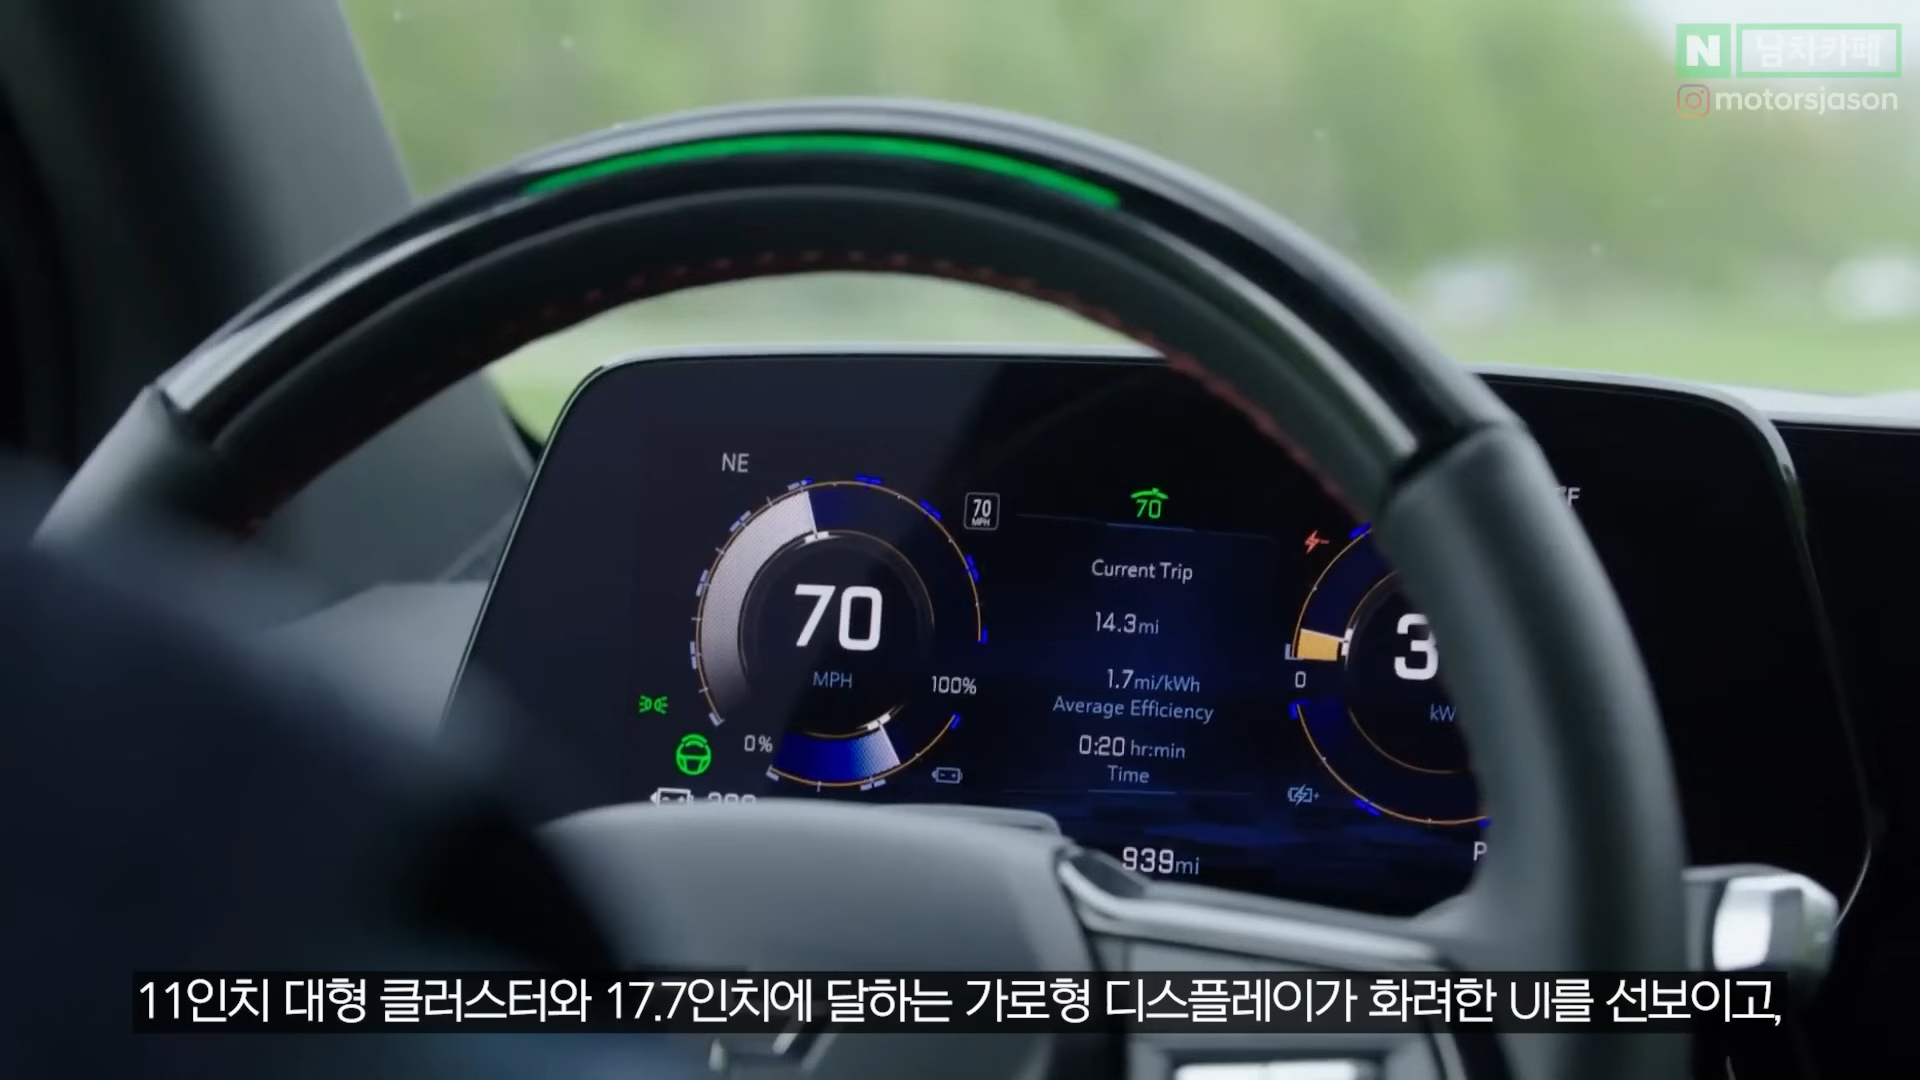 N 남차카페
motorsjason
NE
70
MPH
70
70
MPH
Current Trip
14.3mi
1.7mi/kWh
Average Efficiency
0:20 hr:min
Time
100%
0%
0
939mi
11인치 대형 클러스터와 17.7인치에 달하는 가로형 디스플레이가 화려한 UI를 선보이고,